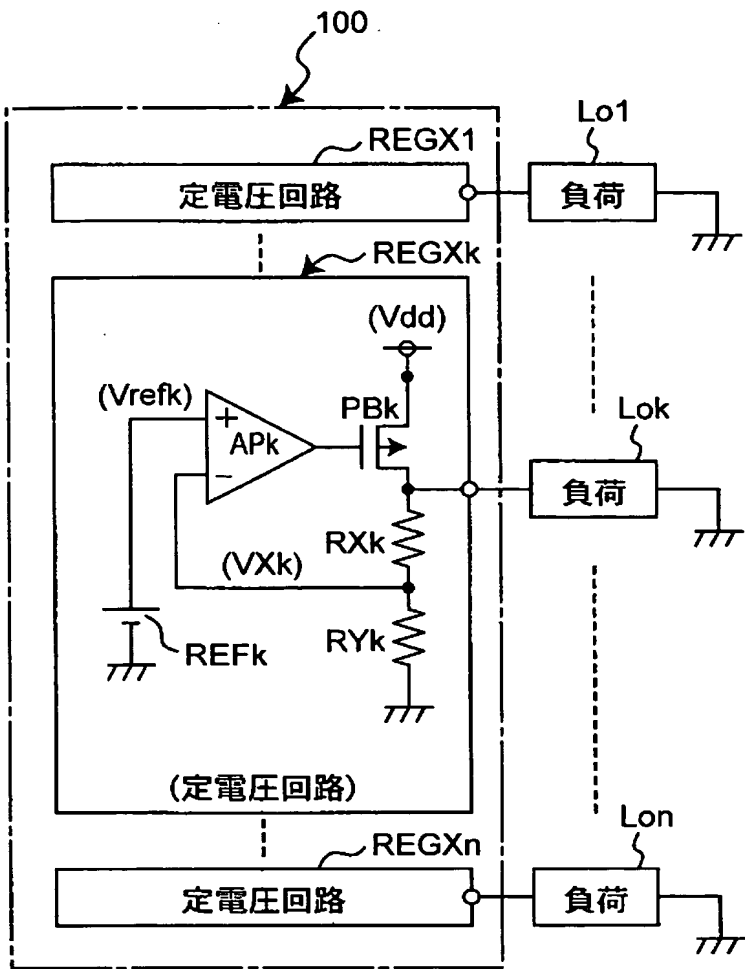 100
REGX1
Lo1
定電圧回路
負荷
REGXk
(Vdd)
(Vrefk)
PBk
Lok
+
APk
-
負荷
RXk
(VXk)
RYk
REFk
(定電圧回路)
REGXn
Lon
定電圧回路
負荷